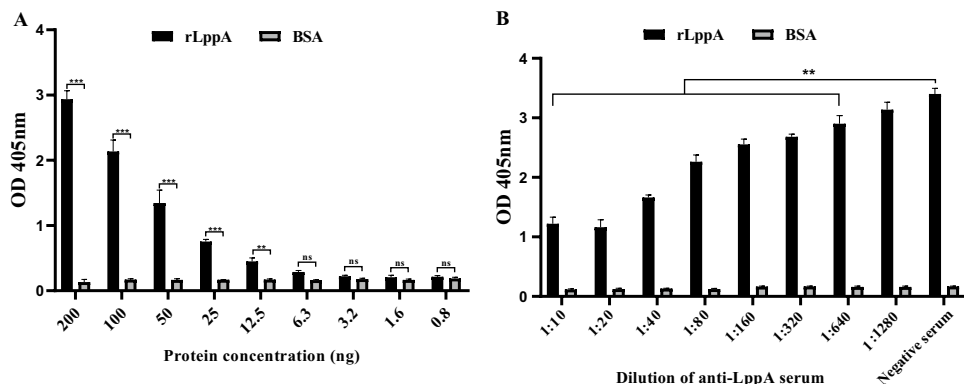 A
rLppA BSA
OD 405nm
4
3
2
1
0
***
***
***
***
**
ns
ns
ns
ns
200
100
50
25
12.5
6.3
3.2
1.6
0.8
Protein concentration (ng)
B
rLppA BSA
OD 405nm
4
3
2
1
0
**
1:10
1:20
1:40
1:80
1:160
1:320
1:640
1:1280
Negative serum
Dilution of anti-LppA serum